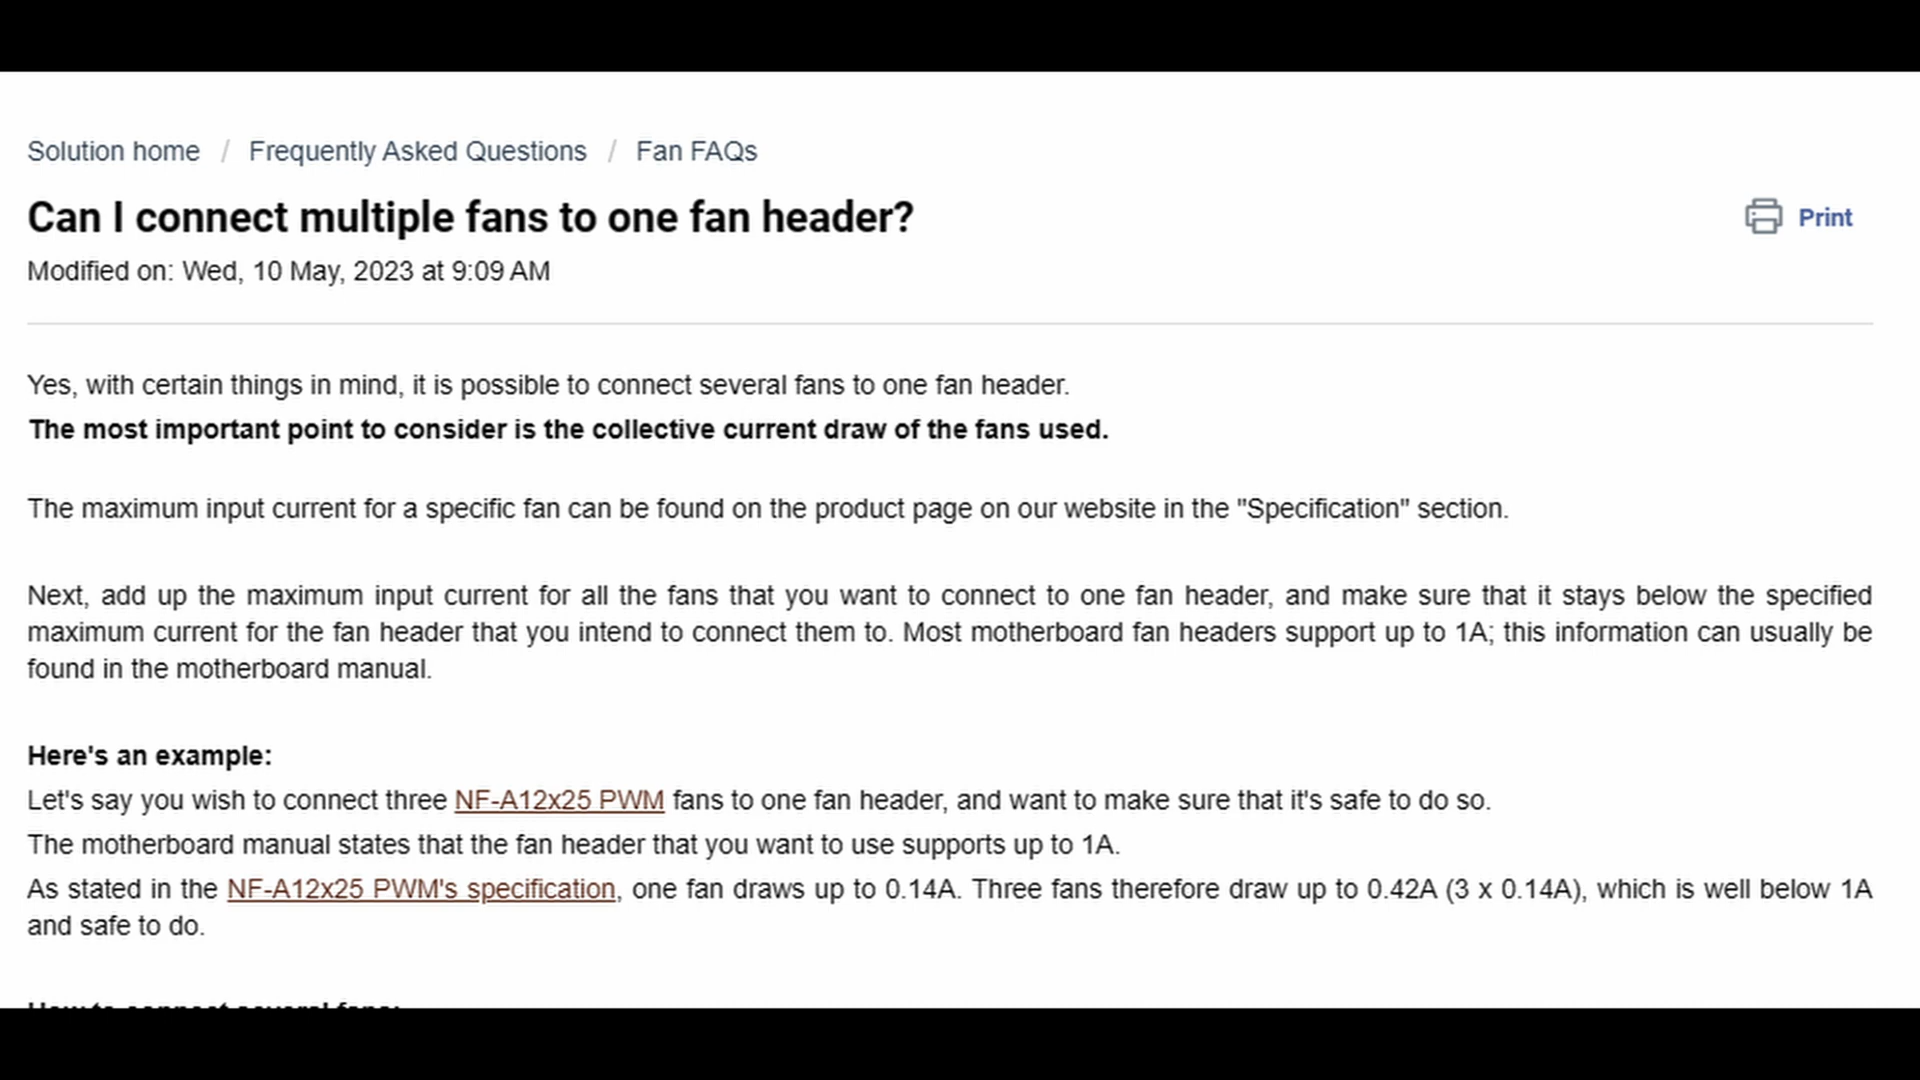 Solution home / Frequently Asked Questions / Fan FAQs
Can I connect multiple fans to one fan header?
Print
Modified on: Wed, 10 May, 2023 at 9:09 AM
Yes, with certain things in mind, it is possible to connect several fans to one fan header.
The most important point to consider is the collective current draw of the fans used.
The maximum input current for a specific fan can be found on the product page on our website in the "Specification" section.
Next, add up the maximum input current for all the fans that you want to connect to one fan header, and make sure that it stays below the specified
maximum current for the fan header that you intend to connect them to. Most motherboard fan headers support up to 1A; this information can usually be
found in the motherboard manual.
Here's an example:
Let's say you wish to connect three NF-A12x25 PWM fans to one fan header, and want to make sure that it's safe to do so.
The motherboard manual states that the fan header that you want to use supports up to 1A.
As stated in the NF-A12x25 PWM's specification, one fan draws up to 0.14A. Three fans therefore draw up to 0.42A (3 x 0.14A), which is well below 1A
and safe to do.
How to connect several fans: